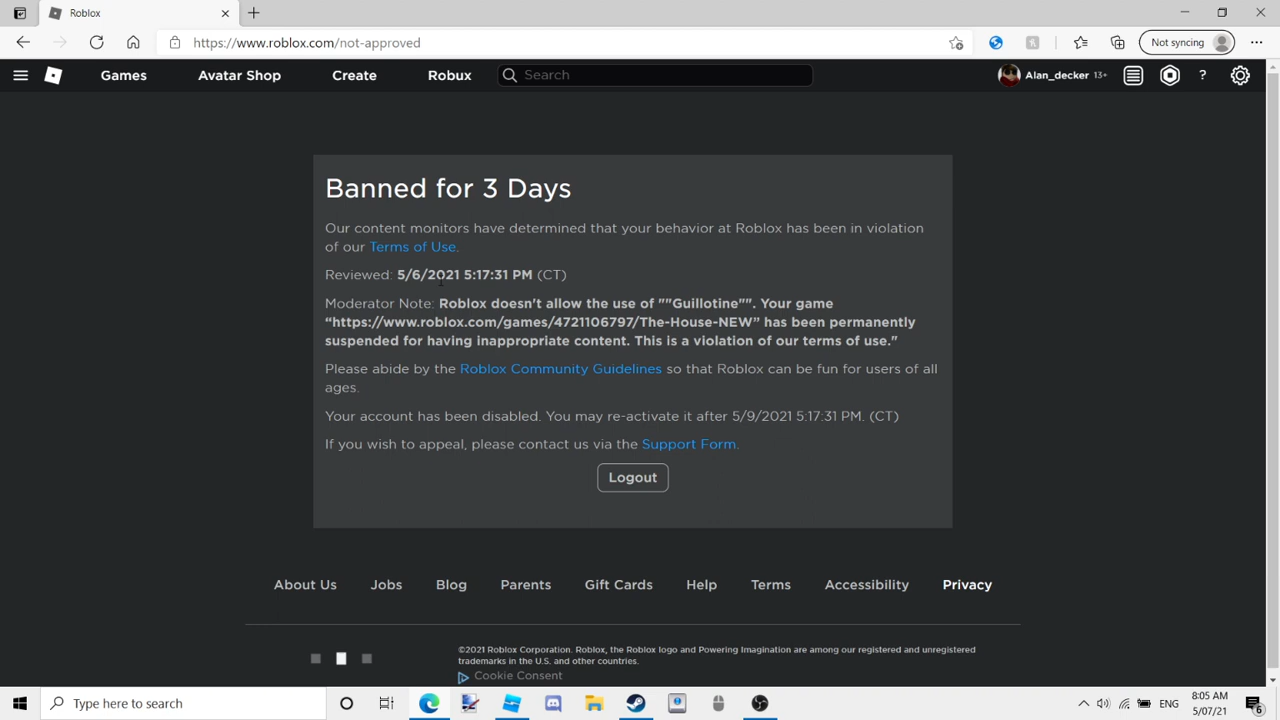 Roblox
https://www.roblox.com/not-approved
Not syncing
Games
Avatar Shop
Create
Robux
Search
Alan_decker 13+
?
Banned for 3 Days
Our content monitors have determined that your behavior at Roblox has been in violation
of our Terms of Use.
Reviewed: 5/6/2021 5:17:31 PM (CT)
Moderator Note: Roblox doesn't allow the use of ""Guillotine"". Your game
“https://www.roblox.com/games/4721106797/The-House-NEW” has been permanently
suspended for having inappropriate content. This is a violation of our terms of use."
Please abide by the Roblox Community Guidelines so that Roblox can be fun for users of all
ages.
Your account has been disabled. You may re-activate it after 5/9/2021 5:17:31 PM. (CT)
If you wish to appeal, please contact us via the Support Form.
Logout
About Us
Jobs
Blog
Parents
Gift Cards
Help
Terms
Accessibility
Privacy
©2021 Roblox Corporation. Roblox, the Roblox logo and Powering Imagination are among our registered and unregistered
trademarks in the U.S. and other countries.
Cookie Consent
Type here to search
ENG
8:05 AM
5/07/21
6